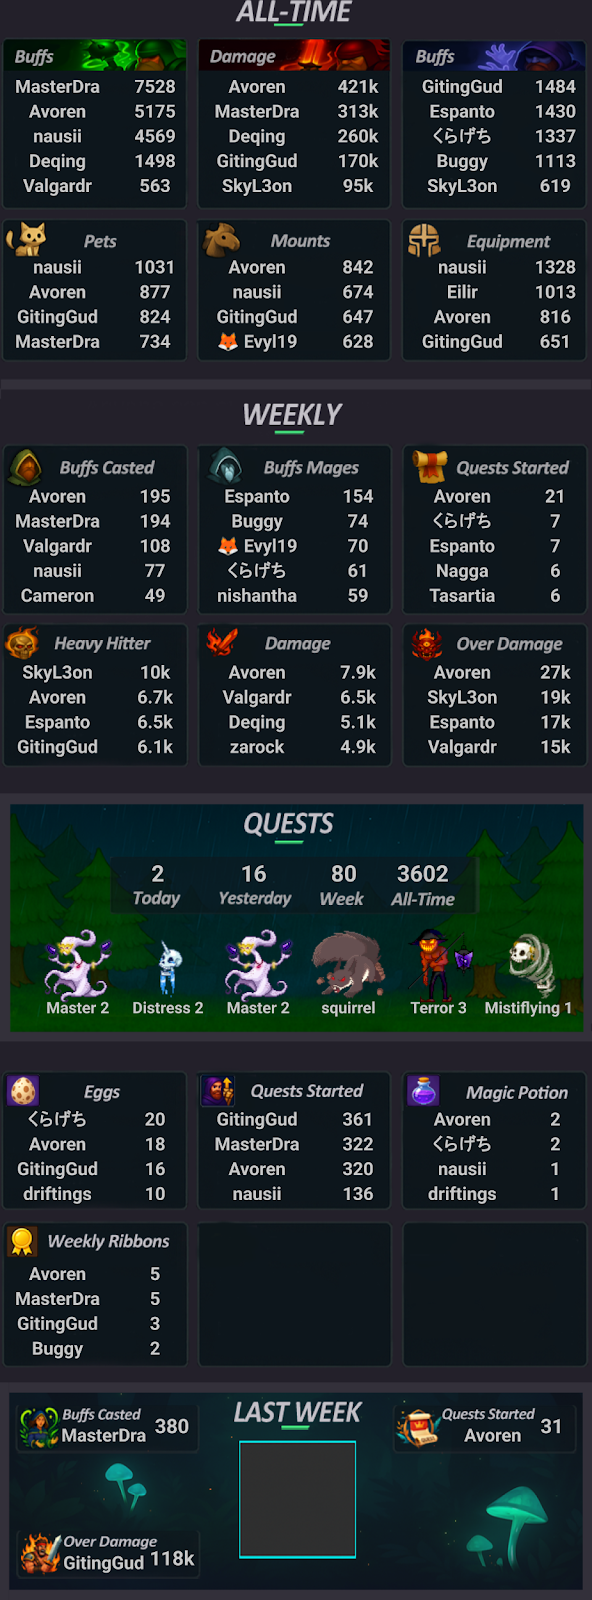 ALL-TIME
Buffs
MasterDra 7528
Avoren 5175
nausii 4569
Deqing 1498
Valgardr 563
Damage
Avoren 421k
MasterDra 313k
Deqing 260k
GitingGud 170k
SkyL3on 95k
Buffs
GitingGud 1484
Espanto 1430
くらげち 1337
Buggy 1113
SkyL3on 619
Pets
nausii 1031
Avoren 877
GitingGud 824
MasterDra 734
Mounts
Avoren 842
nausii 674
GitingGud 647
🦊 Evyl19 628
Equipment
nausii 1328
Eilir 1013
Avoren 816
GitingGud 651
WEEKLY
Buffs Casted
Avoren 195
MasterDra 194
Valgardr 108
nausii 77
Cameron 49
Buffs Mages
Espanto 154
Buggy 74
🦊 Evyl19 70
くらげち 61
nishantha 59
Quests Started
Avoren 21
くらげち 7
Espanto 7
Nagga 6
Tasartia 6
Heavy Hitter
SkyL3on 10k
Avoren 6.7k
Espanto 6.5k
GitingGud 6.1k
Damage
Avoren 7.9k
Valgardr 6.5k
Deqing 5.1k
zarock 4.9k
Over Damage
Avoren 27k
SkyL3on 19k
Espanto 17k
Valgardr 15k
QUESTS
2 16 80 3602
Today Yesterday Week All-Time
Master 2 Distress 2 Master 2 squirrel Terror 3 Mistiflying 1
Eggs
くらげち 20
Avoren 18
GitingGud 16
driftings 10
Quests Started
GitingGud 361
MasterDra 322
Avoren 320
nausii 136
Magic Potion
Avoren 2
くらげち 2
nausii 1
driftings 1
Weekly Ribbons
Avoren 5
MasterDra 5
GitingGud 3
Buggy 2
LAST WEEK
Buffs Casted
MasterDra 380
Quests Started
Avoren 31
Over Damage
GitingGud 118k